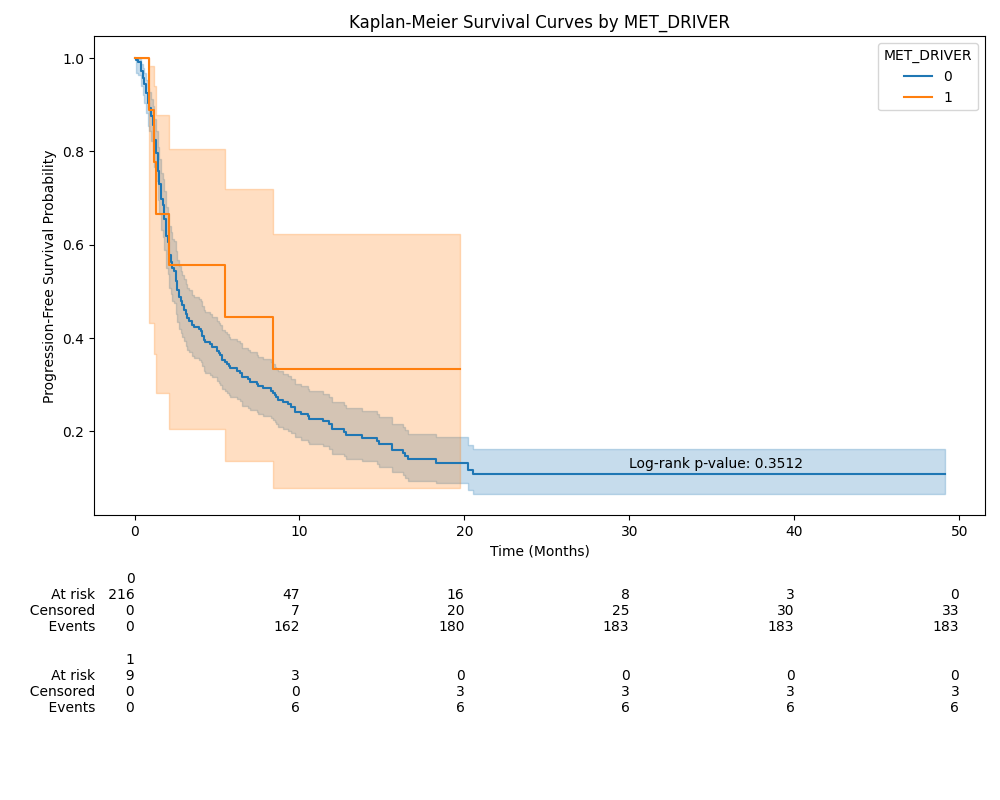 Kaplan-Meier Survival Curves by MET_DRIVER
MET_DRIVER
0
1
Progression-Free Survival Probability
1.0
0.8
0.6
0.4
0.2
Log-rank p-value: 0.3512
0 10 20 30 40 50
Time (Months)
0
At risk 216 47 16 8 3 0
Censored 0 7 20 25 30 33
Events 0 162 180 183 183 183
1
At risk 9 3 0 0 0 0
Censored 0 0 3 3 3 3
Events 0 6 6 6 6 6